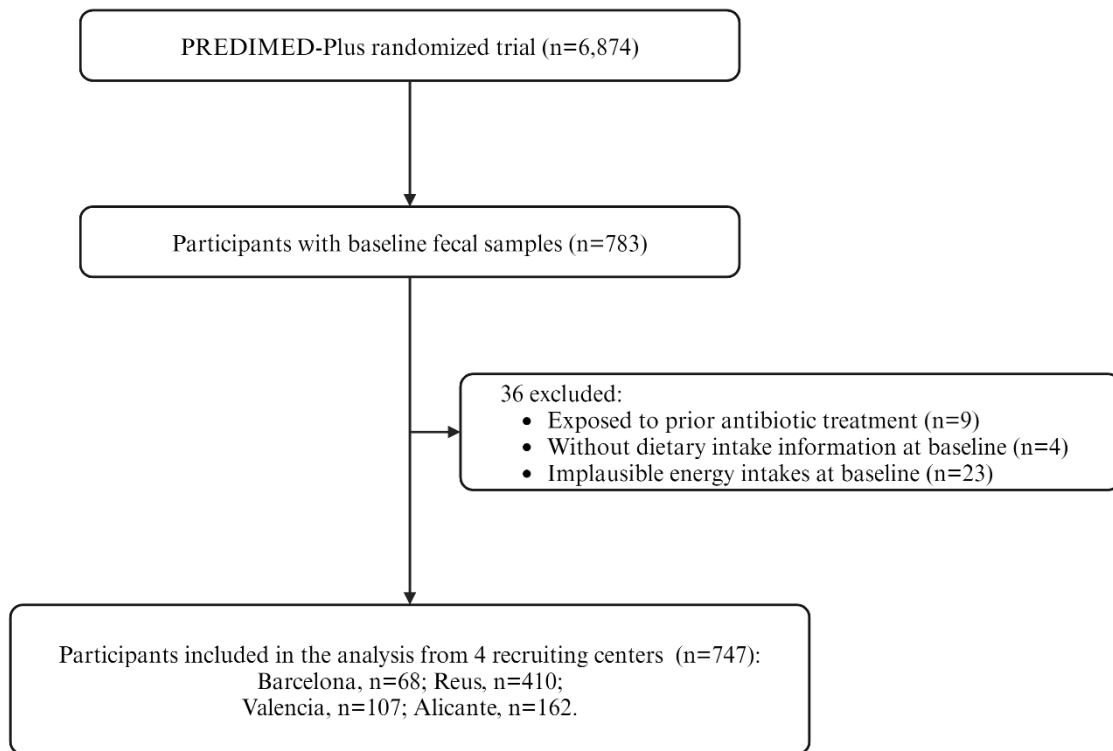 PREDIMED-Plus randomized trial (n=6,874)
Participants with baseline fecal samples (n=783)
36 excluded:
• Exposed to prior antibiotic treatment (n=9)
• Without dietary intake information at baseline (n=4)
• Implausible energy intakes at baseline (n=23)
Participants included in the analysis from 4 recruiting centers (n=747):
Barcelona, n=68; Reus, n=410;
Valencia, n=107; Alicante, n=162.